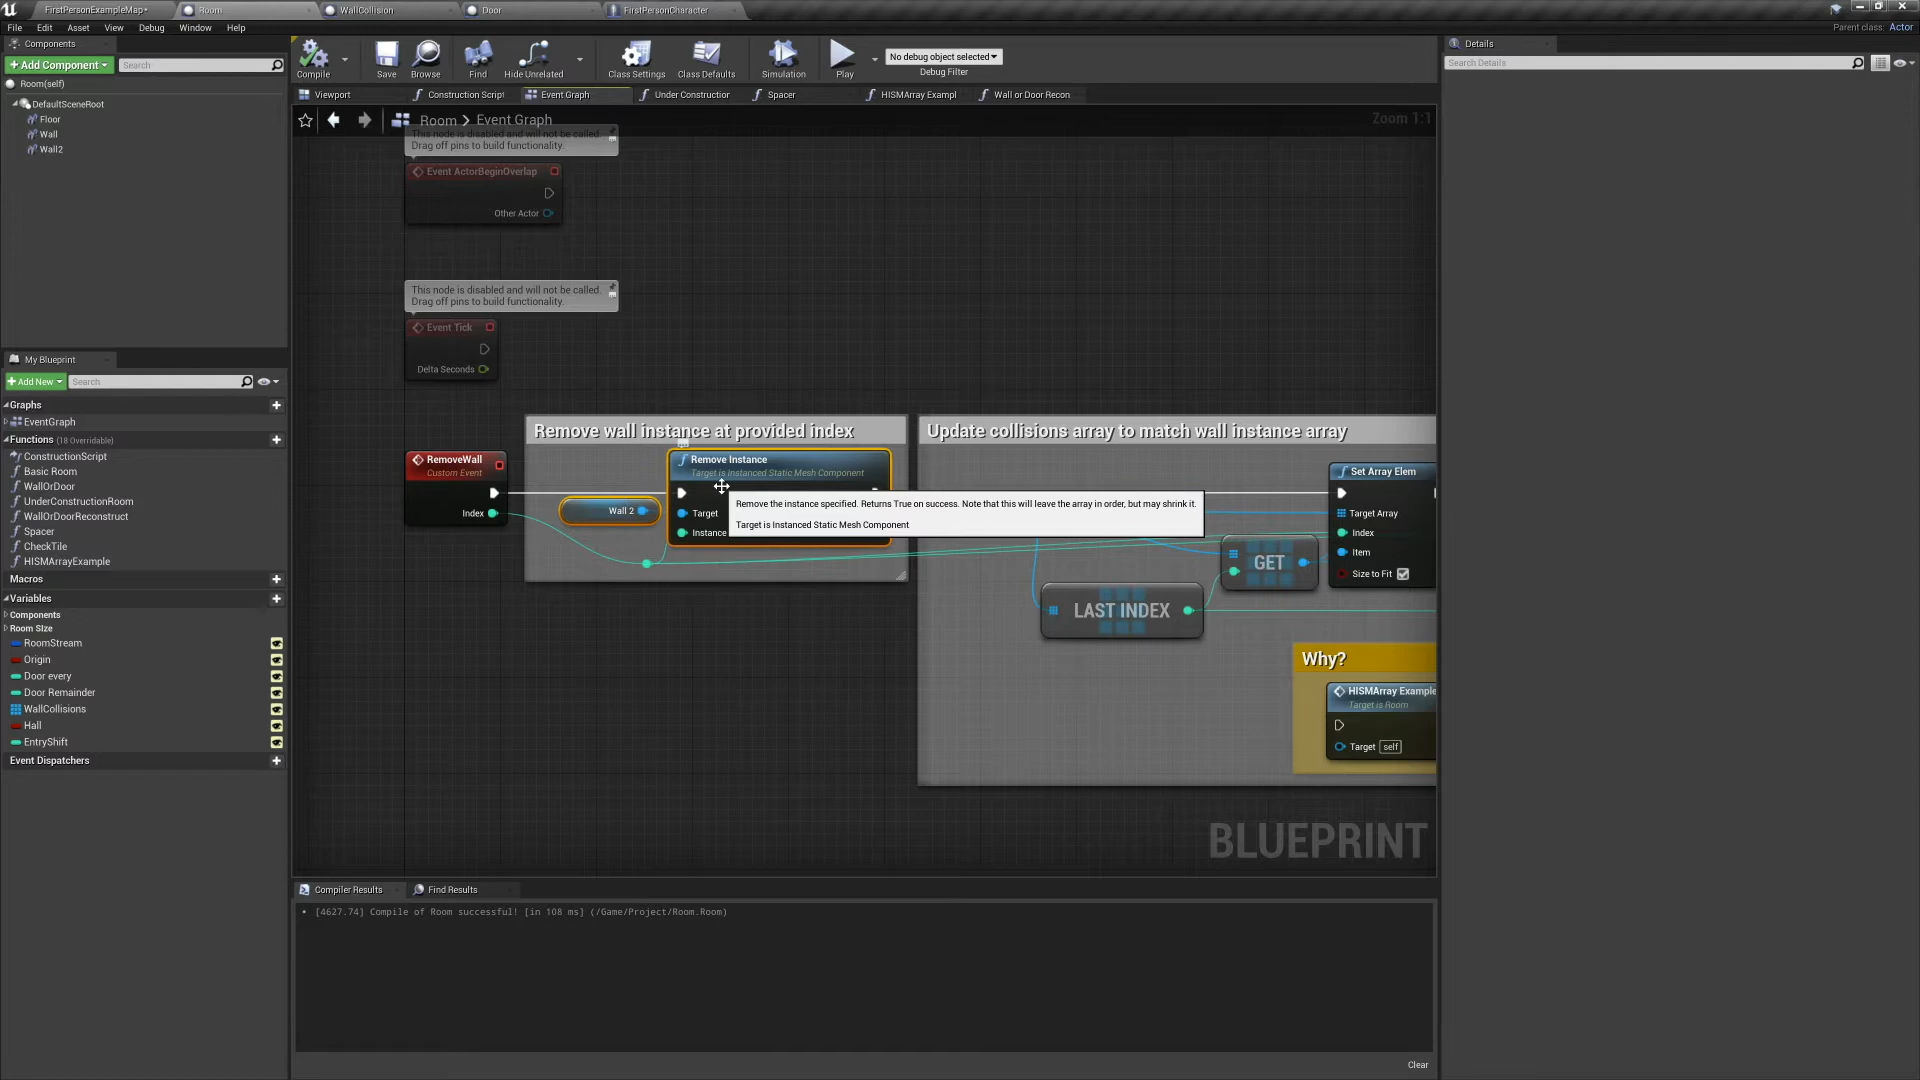 FirstPersonExampleMap*
Room
WallCollision
Door
FirstPersonCharacter
File Edit Asset View Debug Window Help
Parent class: Actor
Components
+ Add Component
Search
Room(self)
DefaultSceneRoot
Floor
Wall
Wall2
Compile
Save
Browse
Find
Hide Unrelated
Class Settings
Class Defaults
Simulation
Play
No debug object selected
Debug Filter
Details
Search Details
Viewport
Construction Script
Event Graph
Under Constructior
Spacer
HISMArray Exampl
Wall or Door Recon
Room > Event Graph
Zoom 1:1
This node is disabled and will not be called.
Drag off pins to build functionality.
Event ActorBeginOverlap
Other Actor
This node is disabled and will not be called.
Drag off pins to build functionality.
Event Tick
Delta Seconds
My Blueprint
+ Add New
Search
Graphs
EventGraph
Functions (18 Overridable)
ConstructionScript
Basic Room
WallOrDoor
UnderConstructionRoom
WallOrDoorReconstruct
Spacer
CheckTile
HISMArrayExample
Macros
Variables
Components
Room Size
RoomStream
Origin
Door every
Door Remainder
WallCollisions
Hall
EntryShift
Event Dispatchers
RemoveWall
Custom Event
Index
Remove wall instance at provided index
Wall 2
Remove Instance
Target is Instanced Static Mesh Component
Target
Instance
Remove the instance specified. Returns True on success. Note that this will leave the array in order, but may shrink it.
Target is Instanced Static Mesh Component
Update collisions array to match wall instance array
Set Array Elem
Target Array
Index
Item
Size to Fit
GET
LAST INDEX
Why?
HISMArray Example
Target is Room
Target self
BLUEPRINT
Compiler Results
Find Results
[4627.74] Compile of Room successful! [in 108 ms] (/Game/Project/Room.Room)
Clear